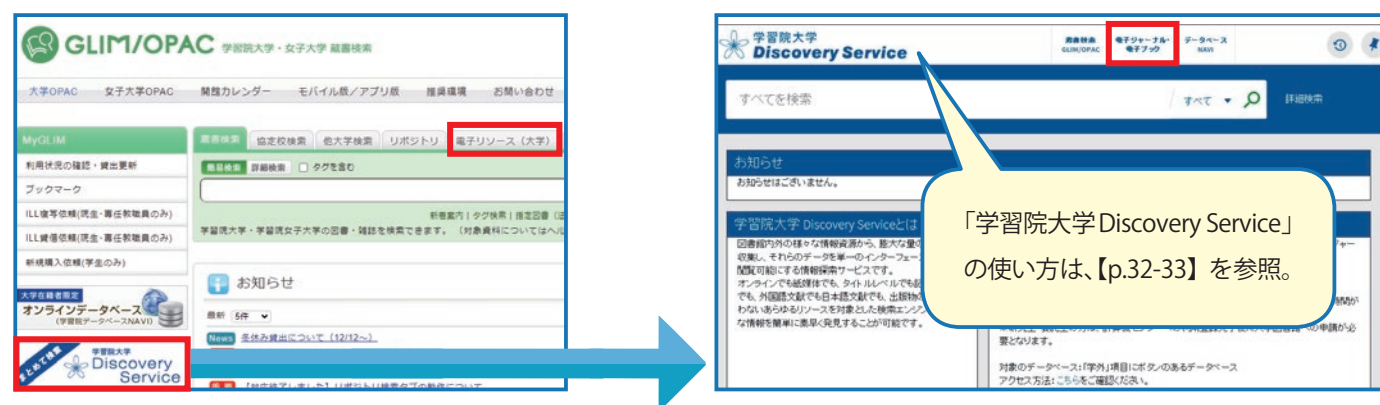 GLIM/OPAC 学習院大学・女子大学 蔵書検索
大学OPAC 女子大学OPAC 開館カレンダー モバイル版/アプリ版 推奨環境 お問い合わせ
MyGLIM
利用状況の確認・貸出更新
ブックマーク
ILL複写依頼(院生・専任教職員のみ)
ILL貸借依頼(院生・専任教職員のみ)
新規購入依頼(学生のみ)
大学在籍者限定
オンラインデータベース
(学習院データベースNAVI)
まとめて検索
学習院大学
Discovery
Service
蔵書検索 協定校検索 他大学検索 リポジトリ 電子リソース(大学)
簡易検索 詳細検索 タグを含む
新着案内 | タグ検索 | 指定図書
学習院大学・学習院女子大学の図書・雑誌を検索できます。
お知らせ
最新 5件
News 冬休み貸出について (12/12~)
学習院大学
Discovery Service
蔵書検索
GLIM/OPAC
電子ジャーナル・
電子ブック
データベース
NAVI
すべてを検索 すべて 詳細検索
お知らせ
お知らせはございません。
学習院大学 Discovery Serviceとは
図書館内外の様々な情報資源から、膨大な量の
収集し、それらのデータを単一のインターフェース
閲覧可能にする情報探索サービスです。
オンラインでも紙媒体でも、タイトルレベルでも記
でも、外国語文献でも日本語文献でも、出版物の
わないあらゆるリソースを対象とした検索エンジン
な情報を簡単に素早く発見することが可能です。
「学習院大学 Discovery Service」
の使い方は、【p.32-33】を参照。
要となります。
対象のデータベース:「学外」項目にボタンのあるデータベース
アクセス方法:こちらをご確認ください。